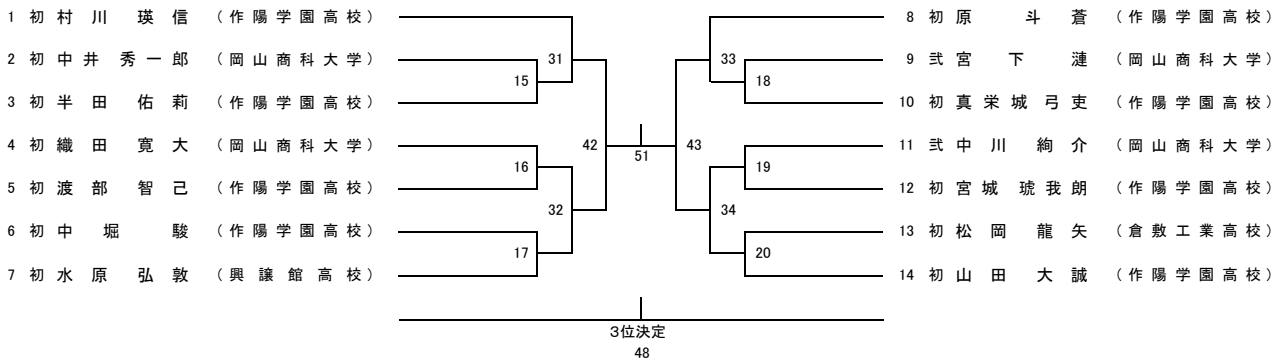 1 初 村川 瑛信 (作陽学園高校)
2 初 中井 秀一郎 (岡山商科大学)
3 初 半田 佑莉 (作陽学園高校)
4 初 織田 寛大 (岡山商科大学)
5 初 渡部 智己 (作陽学園高校)
6 初 中堀 駿 (作陽学園高校)
7 初 水原 弘敦 (興譲館高校)
15
16
17
31
32
42
51
43
33
34
18
19
20
8 初 原 斗蒼 (作陽学園高校)
9 弐 宮下 漣 (岡山商科大学)
10 初 真栄城 弓吏 (作陽学園高校)
11 弐 中川 絢介 (岡山商科大学)
12 初 宮城 琥我朗 (作陽学園高校)
13 初 松岡 龍矢 (倉敷工業高校)
14 初 山田 大誠 (作陽学園高校)
3位決定
48